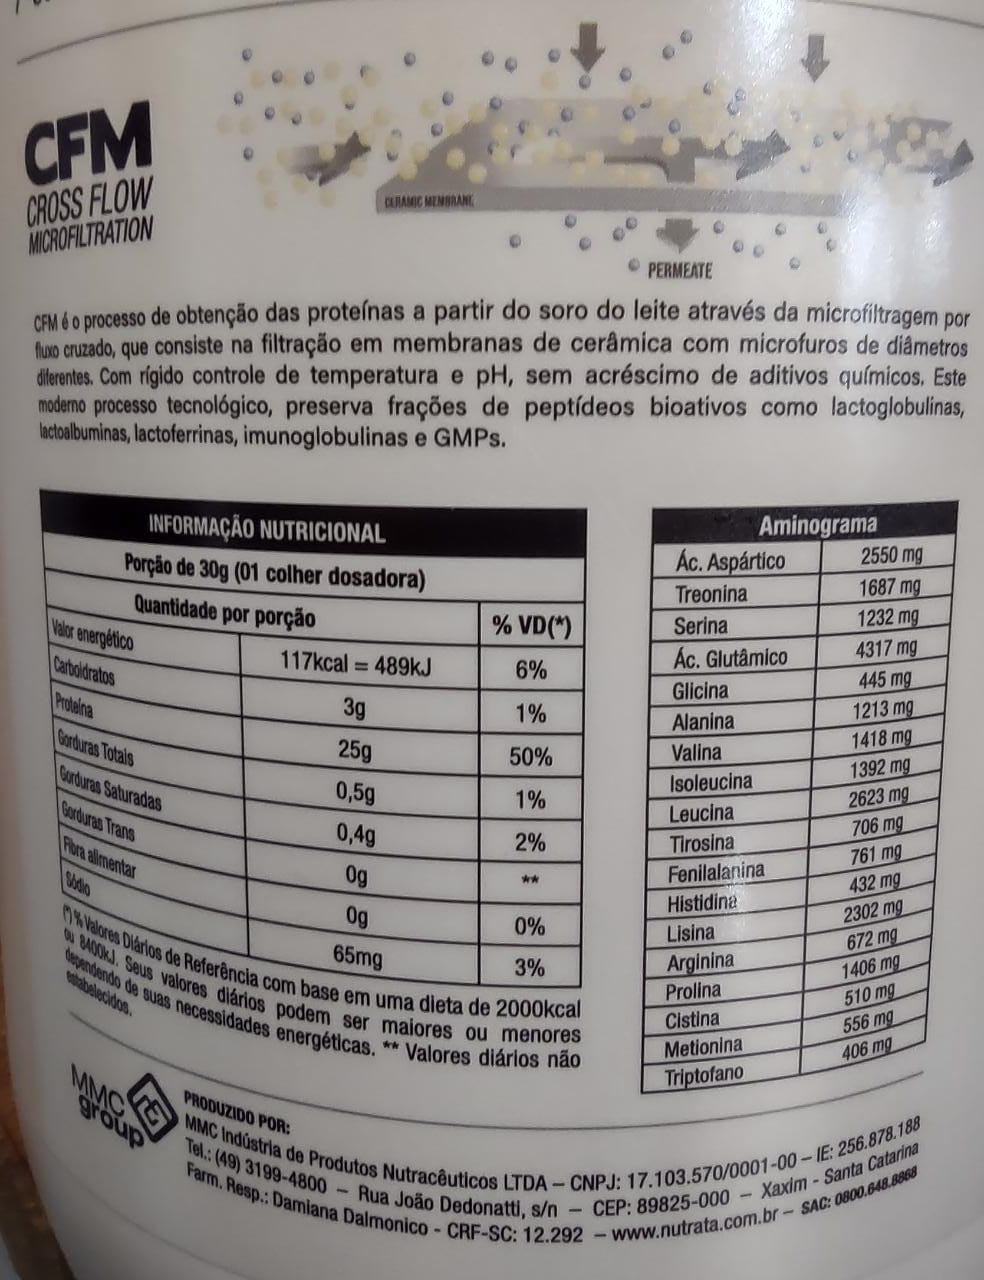 CFM
CROSS FLOW
MICROFILTRATION
CERAMIC MEMBRANE
PERMEATE
CFM é o processo de obtenção das proteínas a partir do soro do leite através da microfiltragem por
fluxo cruzado, que consiste na filtração em membranas de cerâmica com microfuros de diâmetros
diferentes. Com rígido controle de temperatura e pH, sem acréscimo de aditivos químicos. Este
moderno processo tecnológico, preserva frações de peptídeos bioativos como lactoglobulinas,
lactoalbuminas, lactoferrinas, imunoglobulinas e GMPs.
INFORMAÇÃO NUTRICIONAL
Porção de 30g (01 colher dosadora)
Quantidade por porção % VD(*)
Valor energético 117kcal = 489kJ 6%
Carboidratos 3g 1%
Proteína 25g 50%
Gorduras Totais 0,5g 1%
Gorduras Saturadas 0,4g 2%
Gorduras Trans 0g **
Fibra alimentar 0g 0%
Sódio 65mg 3%
(*) % Valores Diários de Referência com base em uma dieta de 2000kcal
ou 8400kJ. Seus valores diários podem ser maiores ou menores
dependendo de suas necessidades energéticas. ** Valores diários não
estabelecidos.
Aminograma
Ác. Aspártico 2550 mg
Treonina 1687 mg
Serina 1232 mg
Ác. Glutâmico 4317 mg
Glicina 445 mg
Alanina 1213 mg
Valina 1418 mg
Isoleucina 1392 mg
Leucina 2623 mg
Tirosina 706 mg
Fenilalanina 761 mg
Histidina 432 mg
Lisina 2302 mg
Arginina 672 mg
Prolina 1406 mg
Cistina 510 mg
Metionina 556 mg
Triptofano 406 mg
MMC
group
PRODUZIDO POR:
MMC Indústria de Produtos Nutracêuticos LTDA – CNPJ: 17.103.570/0001-00 – IE: 256.878.188
Tel.: (49) 3199-4800 – Rua João Dedonatti, s/n – CEP: 89825-000 – Xaxim - Santa Catarina
Farm. Resp.: Damiana Dalmonico - CRF-SC: 12.292 – www.nutrata.com.br – SAC: 0800.648.8868